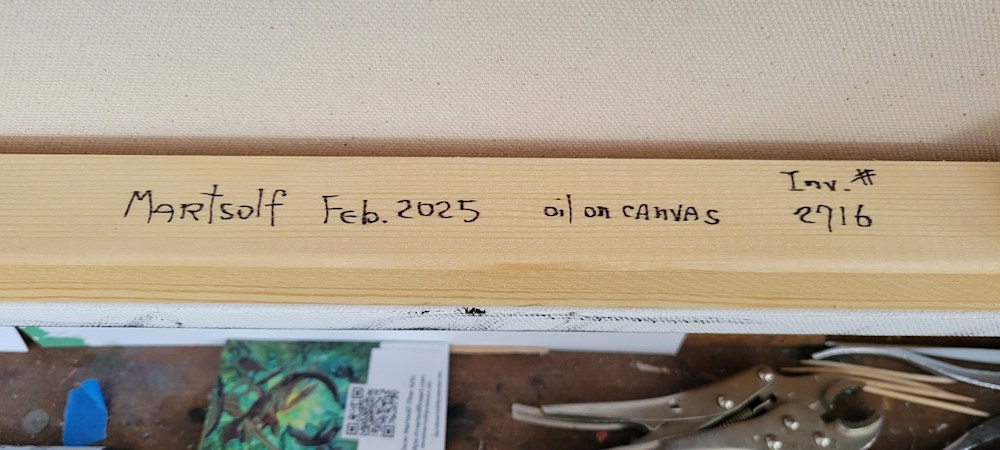 Martsolf Feb. 2025 oil on canvas
Inv. #
2716